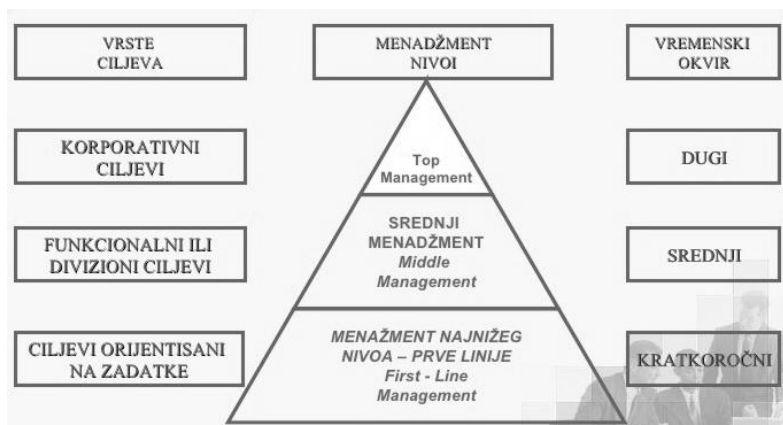 VRSTE
CILJEVA
MENADŽMENT
NIVOI
VREMENSKI
OKVIR
KORPORATIVNI
CILJEVI
Top
Management
DUGI
FUNKCIONALNI ILI
DIVIZIONI CILJEVI
SREDNJI
MENADŽMENT
Middle
Management
SREDNJI
CILJEVI ORIJENTISANI
NA ZADATKE
MENAŽMENT NAJNIŽEG
NIVOA – PRVE LINIJE
First - Line
Management
KRATKOROČNI